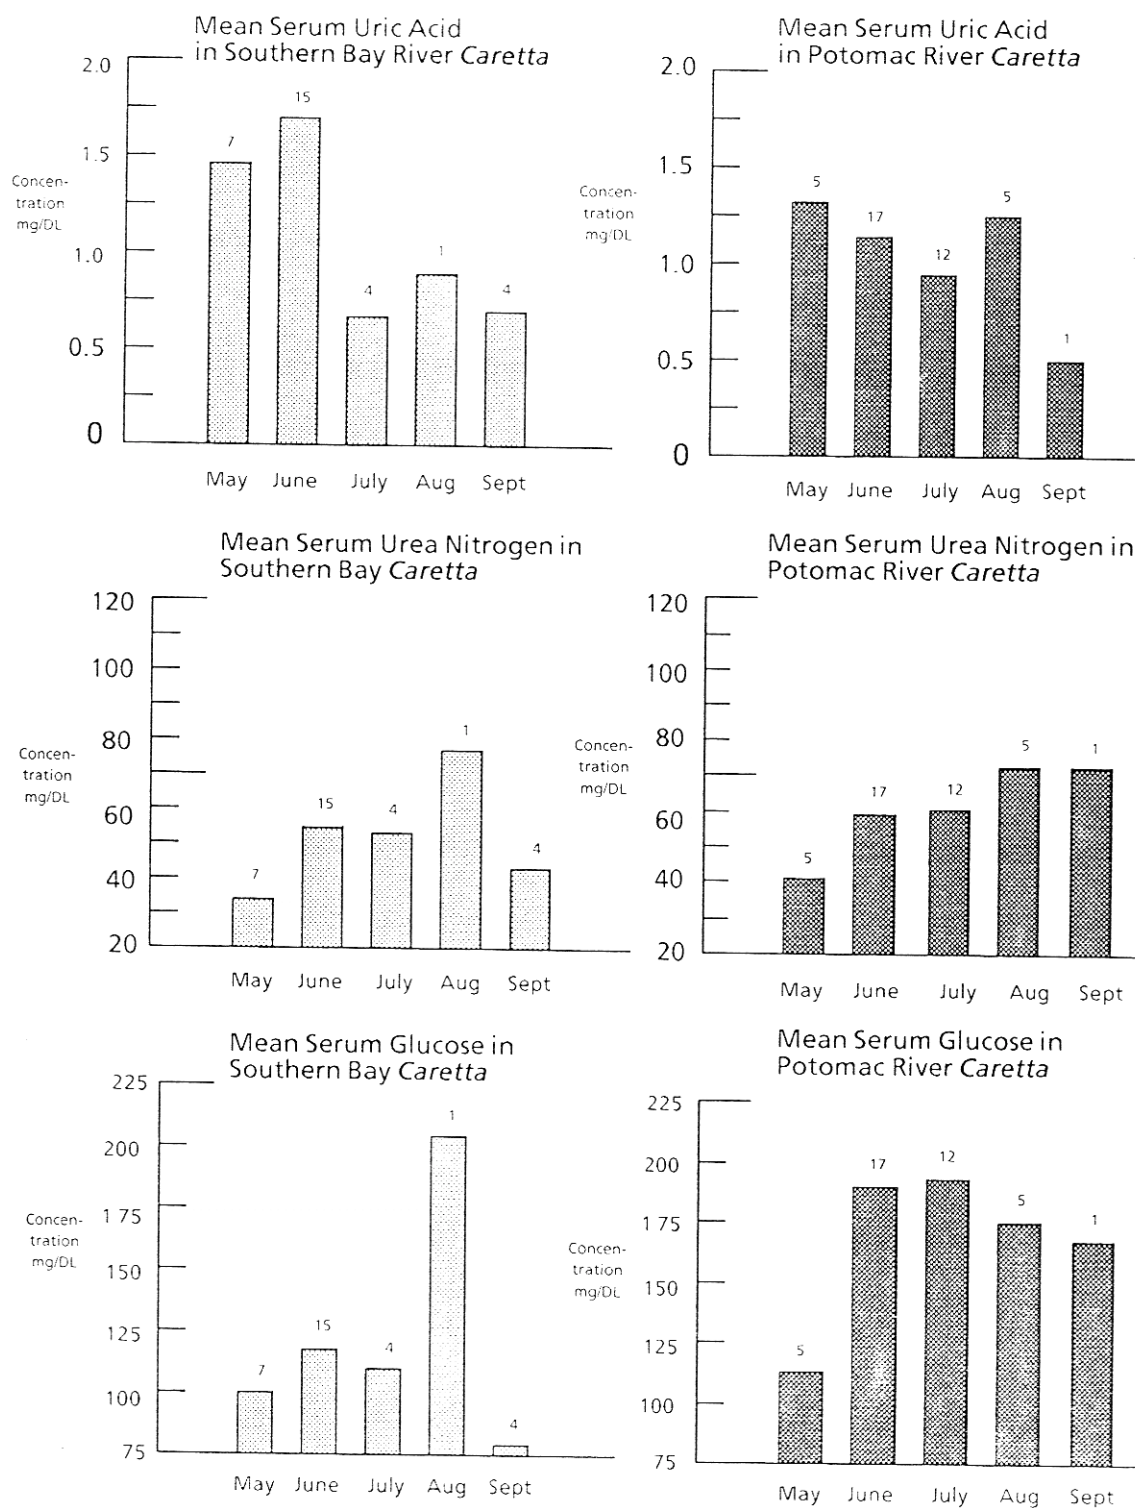 Mean Serum Uric Acid
in Southern Bay River Caretta
2.0
1.5
1.0
0.5
0
Concen-
tration
mg/DL
7
15
4
1
4
May June July Aug Sept
Mean Serum Uric Acid
in Potomac River Caretta
2.0
1.5
1.0
0.5
0
Concen-
tration
mg/DL
5
17
12
5
1
May June July Aug Sept
Mean Serum Urea Nitrogen in
Southern Bay Caretta
120
100
80
60
40
20
Concen-
tration
mg/DL
7
15
4
1
4
May June July Aug Sept
Mean Serum Urea Nitrogen in
Potomac River Caretta
120
100
80
60
40
20
Concen-
tration
mg/DL
5
17
12
5
1
May June July Aug Sept
Mean Serum Glucose in
Southern Bay Caretta
225
200
175
150
125
100
75
Concen-
tration
mg/DL
7
15
4
1
4
May June July Aug Sept
Mean Serum Glucose in
Potomac River Caretta
225
200
175
150
125
100
75
Concen-
tration
mg/DL
5
17
12
5
1
May June July Aug Sept